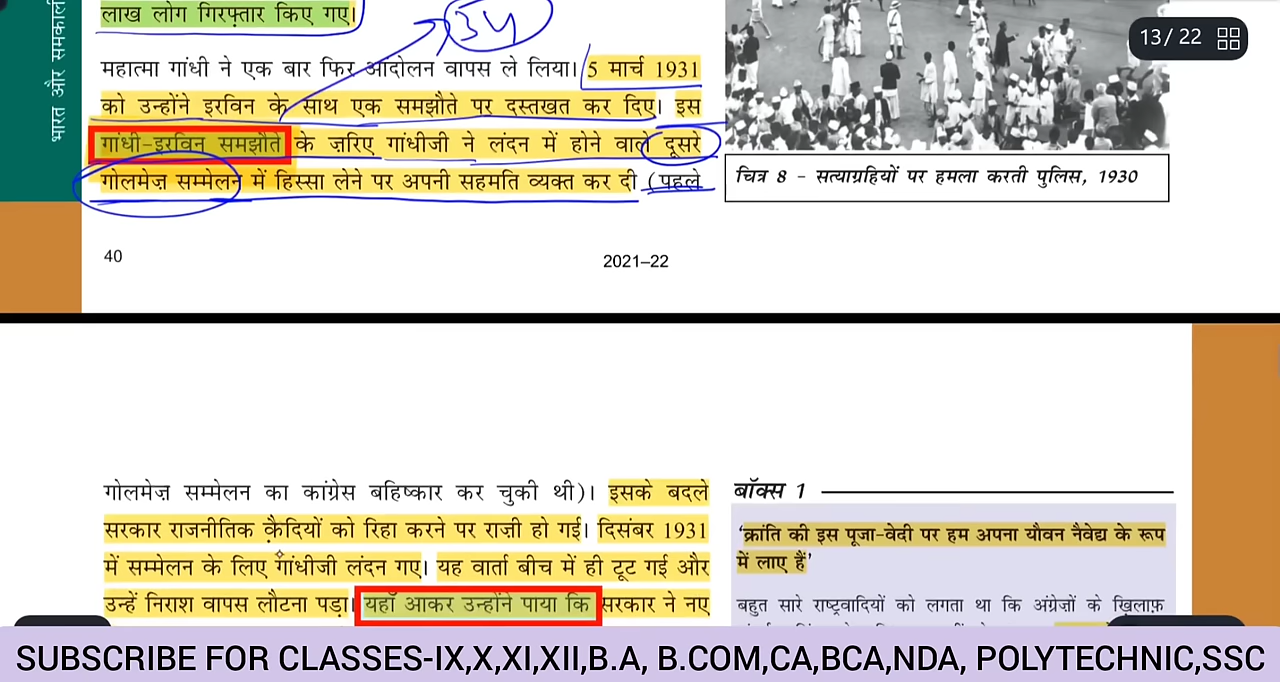 लाख लोग गिरफ़्तार किए गए।
महात्मा गांधी ने एक बार फिर आंदोलन वापस ले लिया। 5 मार्च 1931
को उन्होंने इरविन के साथ एक समझौते पर दस्तखत कर दिए। इस
गांधी-इरविन समझौते के ज़रिए गांधीजी ने लंदन में होने वाले दूसरे
गोलमेज़ सम्मेलन में हिस्सा लेने पर अपनी सहमति व्यक्त कर दी (पहले
40
2021–22
भारत और समकाली
13/ 22
चित्र 8 - सत्याग्रहियों पर हमला करती पुलिस, 1930
गोलमेज़ सम्मेलन का कांग्रेस बहिष्कार कर चुकी थी)। इसके बदले
सरकार राजनीतिक क़ैदियों को रिहा करने पर राज़ी हो गई। दिसंबर 1931
में सम्मेलन के लिए गांधीजी लंदन गए। यह वार्ता बीच में ही टूट गई और
उन्हें निराश वापस लौटना पड़ा। यहाँ आकर उन्होंने पाया कि सरकार ने नए
बॉक्स 1
‘क्रांति की इस पूजा-वेदी पर हम अपना यौवन नैवेद्य के रूप
में लाए हैं’
बहुत सारे राष्ट्रवादियों को लगता था कि अंग्रेज़ों के ख़िलाफ़
SUBSCRIBE FOR CLASSES-IX,X,XI,XII,B.A, B.COM,CA,BCA,NDA, POLYTECHNIC,SSC